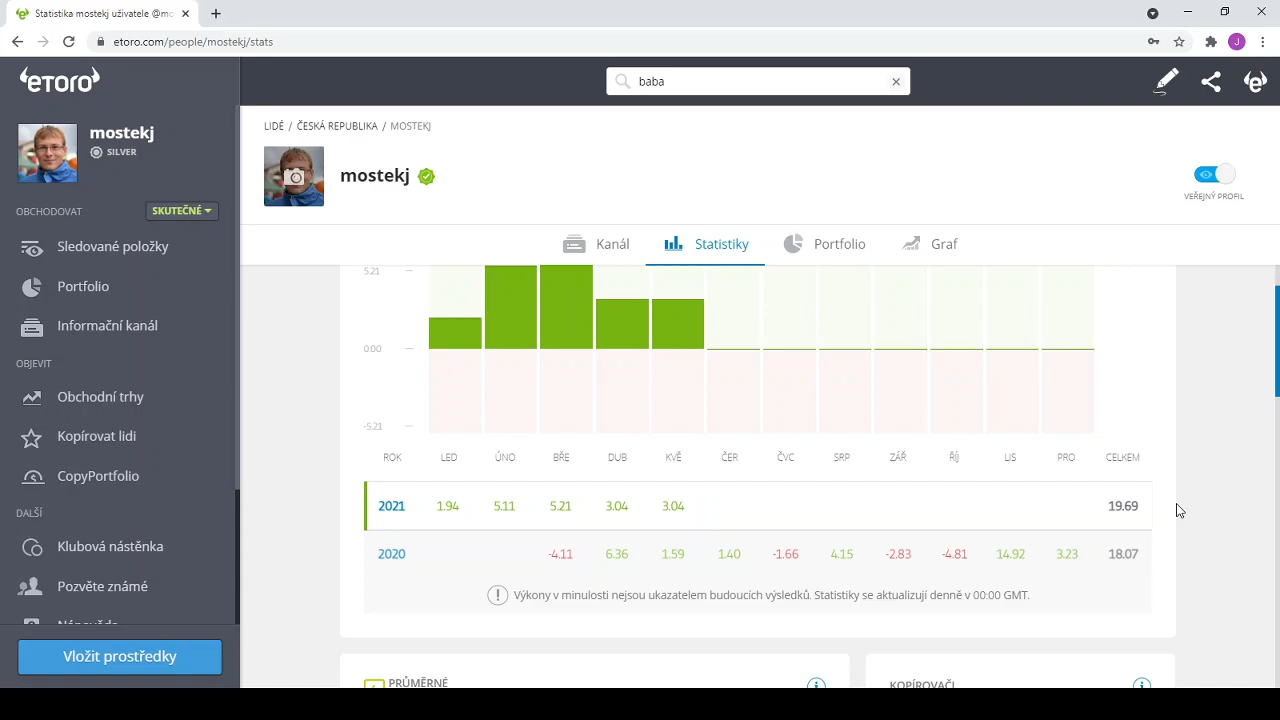 Statistika mostekj uživatele @mo
etoro.com/people/mostekj/stats
J
eTORO
baba
mostekj
SILVER
OBCHODOVAT
SKUTEČNÉ
Sledované položky
Portfolio
Informační kanál
OBJEVIT
Obchodní trhy
Kopírovat lidi
CopyPortfolio
DALŠÍ
Klubová nástěnka
Pozvěte známé
Nápověda
Vložit prostředky
LIDÉ / ČESKÁ REPUBLIKA / MOSTEKJ
mostekj
VEŘEJNÝ PROFIL
Kanál Statistiky Portfolio Graf
5.21
0.00
-5.21
ROK LED ÚNO BŘE DUB KVĚ ČER ČVC SRP ZÁŘ ŘÍJ LIS PRO CELKEM
2021 1.94 5.11 5.21 3.04 3.04 19.69
2020 -4.11 6.36 1.59 1.40 -1.66 4.15 -2.83 -4.81 14.92 3.23 18.07
Výkony v minulosti nejsou ukazatelem budoucích výsledků. Statistiky se aktualizují denně v 00:00 GMT.
PRŮMĚRNÉ
KOPÍROVAČI